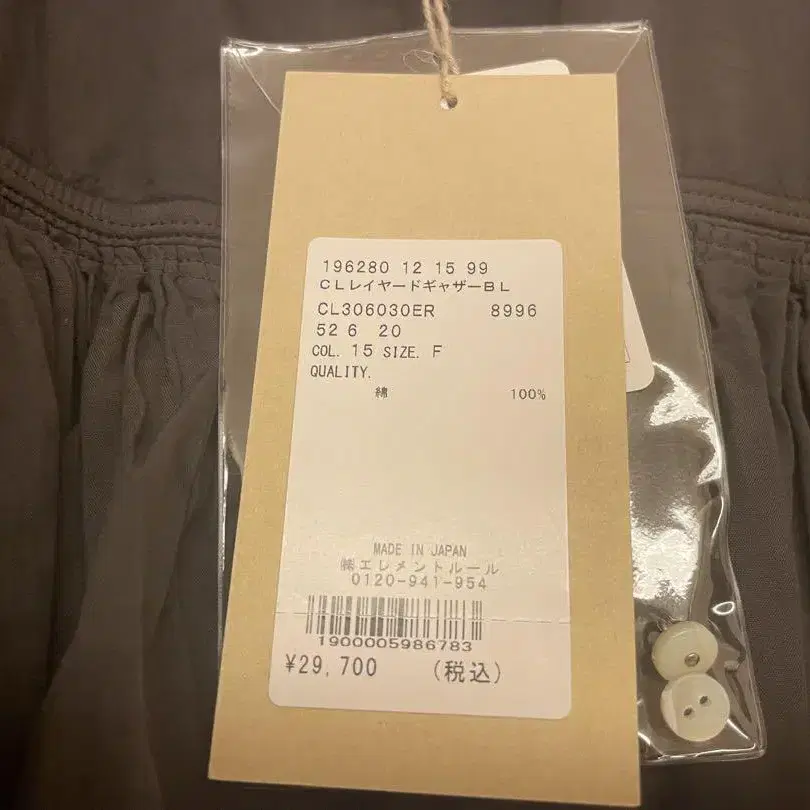 196280 12 15 99
CLレイヤードギャザーBL
CL306030ER 8996
52 6 20
COL. 15 SIZE. F
QUALITY.
綿 100%
MADE IN JAPAN
㈱エレメントルール
0120-941-954
1900005986783
¥29,700 (税込)